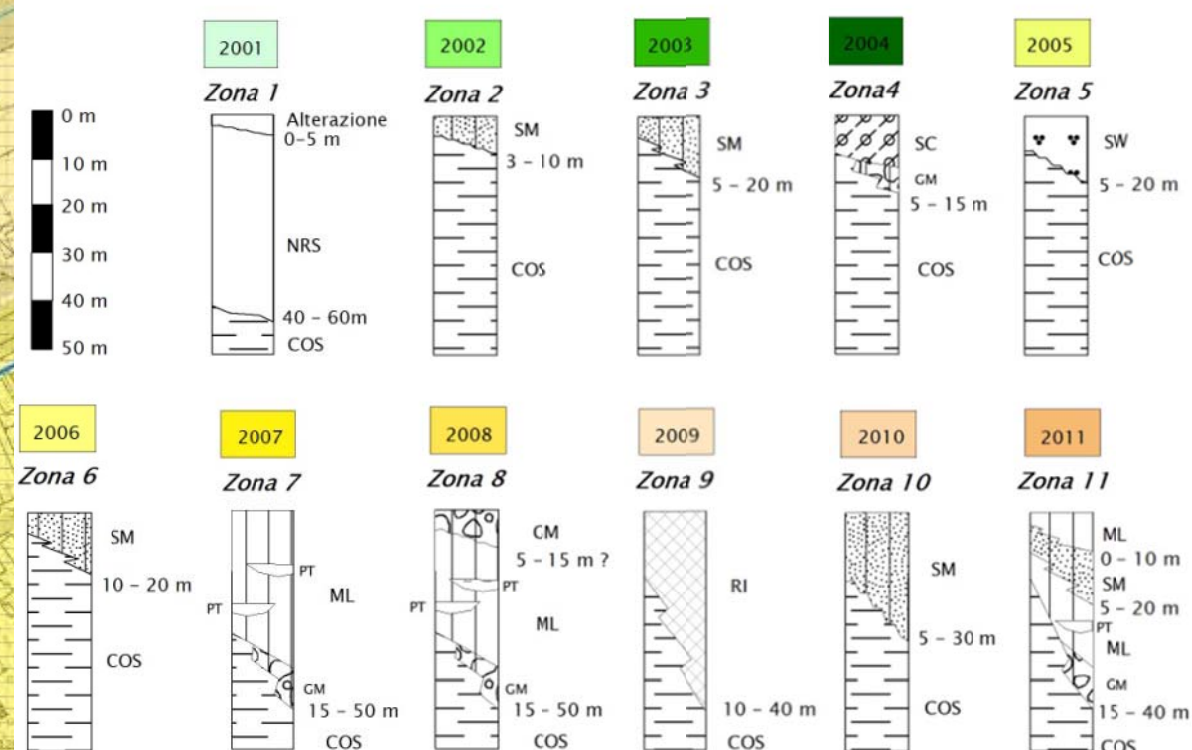 2001
2002
2003
2004
2005
Zona 1
Zona 2
Zona 3
Zona4
Zona 5
0 m
10 m
20 m
30 m
40 m
50 m
Alterazione
0-5 m
NRS
40 - 60m
COS
SM
3 - 10 m
COS
SM
5 - 20 m
COS
SC
GM
5 - 15 m
COS
SW
5 - 20 m
COS
2006
2007
2008
2009
2010
2011
Zona 6
Zona 7
Zona 8
Zona 9
Zona 10
Zona 11
SM
10 - 20 m
COS
PT
PT
ML
GM
15 - 50 m
COS
CM
5 - 15 m ?
PT
PT
ML
GM
15 - 50 m
COS
RI
10 - 40 m
COS
SM
5 - 30 m
COS
ML
0 - 10 m
SM
5 - 20 m
PT
ML
GM
15 - 40 m
COS